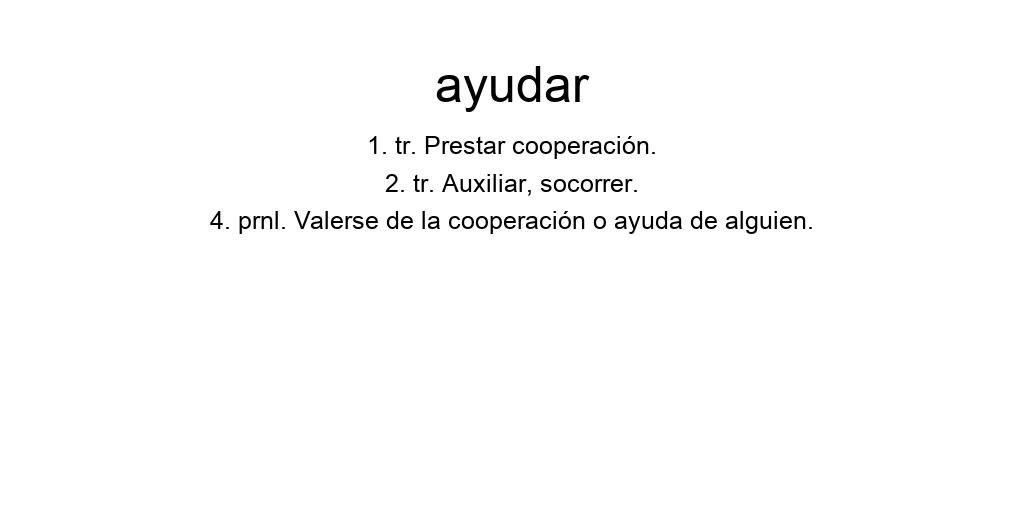 ayudar
1. tr. Prestar cooperación.
2. tr. Auxiliar, socorrer.
4. prnl. Valerse de la cooperación o ayuda de alguien.